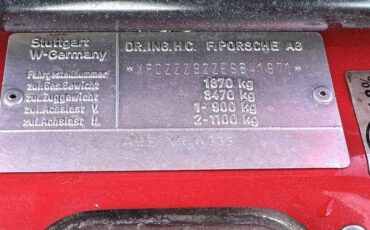 Stuttgart
W-Germany
DR.ING.H.C. F.PORSCHE AG
Fahrgestellnummer
zul.Ges.Gewicht 1870 kg
zul.Zuggewicht 3470 kg
zul.Achslast V. 1- 900 kg
zul.Achslast H. 2-1100 kg